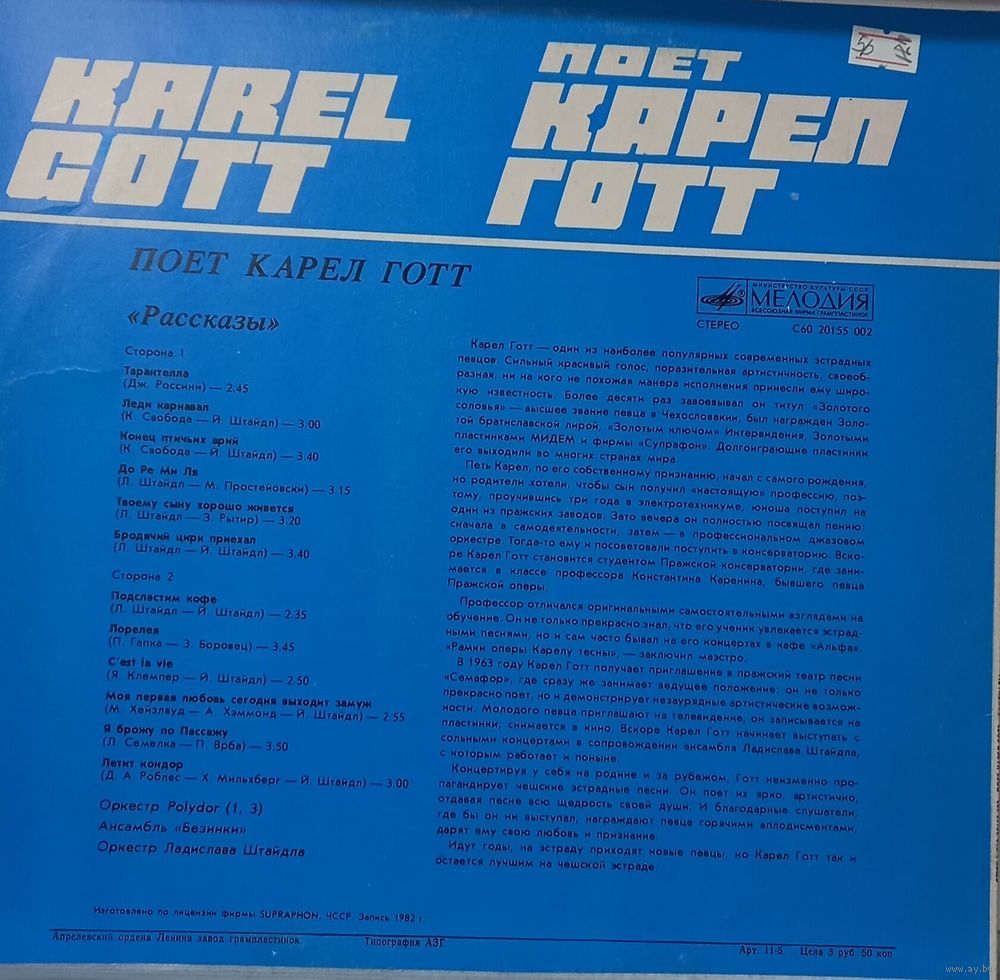 KAREL
GOTT
ПОЕТ
КАРЕЛ
ГОТТ
ПОЕТ КАРЕЛ ГОТТ
«Рассказы»
МИНИСТЕРСТВО КУЛЬТУРЫ СССР
МЕЛОДИЯ
ВСЕСОЮЗНАЯ ФИРМА ГРАМПЛАСТИНОК
СТЕРЕО С60 20155 002
Сторона 1
Тарантелла
(Дж. Россини) — 2.45
Леди карнавал
(К. Свобода — Й. Штайдл) — 3.00
Конец птичьих арий
(К. Свобода — Й. Штайдл) — 3.40
До Ре Ми Ля
(Л. Штайдл — М. Простейовски) — 3.15
Твоему сыну хорошо живется
(Л. Штайдл — З. Рытир) — 3.20
Бродячий цирк приехал
(Л. Штайдл — Й. Штайдл) — 3.40
Сторона 2
Подсластим кофе
(Л. Штайдл — Й. Штайдл) — 2.35
Лорелея
(П. Гапка — З. Боровец) — 3.45
C'est la vie
(Я. Клемпер — Й. Штайдл) — 2.50
Моя первая любовь сегодня выходит замуж
(М. Хейзлвуд — А. Хэммонд — Й. Штайдл) — 2.55
Я брожу по Пассажу
(Л. Семелка — П. Врба) — 3.50
Летит кондор
(Д. А. Роблес — Х. Мильхберг — Й. Штайдл) — 3.00
Оркестр Polydor (1, 3)
Ансамбль «Безинки»
Оркестр Ладислава Штайдла
Карел Готт — один из наиболее популярных современных эстрадных
певцов. Сильный красивый голос, поразительная артистичность, своеоб-
разная, ни на кого не похожая манера исполнения принесли ему широ-
кую известность. Более десяти раз завоевывал он титул «Золотого
соловья» — высшее звание певца в Чехословакии, был награжден Золо-
той братиславской лирой, «Золотым ключом» Интервидения, Золотыми
пластинками МИДЕМ и фирмы «Супрафон». Долгоиграющие пластинки
его выходили во многих странах мира.
Петь Карел, по его собственному признанию, начал с самого рождения,
но родители хотели, чтобы сын получил «настоящую» профессию, поэ-
тому, проучившись три года в электротехникуме, юноша поступил на
один из пражских заводов. Зато вечера он полностью посвящал пению:
сначала в самодеятельности, затем — в профессиональном джазовом
оркестре. Тогда-то ему и посоветовали поступить в консерваторию. Вско-
ре Карел Готт становится студентом Пражской консерватории, где зани-
мается в классе профессора Константина Каренина, бывшего певца
Пражской оперы.
Профессор отличался оригинальными самостоятельными взглядами на
обучение. Он не только прекрасно знал, что его ученик увлекается эстрад-
ными песнями, но и сам часто бывал на его концертах в кафе «Альфа».
«Рамки оперы Карелу тесны», — заключил маэстро.
В 1963 году Карел Готт получает приглашение в пражский театр песни
«Семафор», где сразу же занимает ведущее положение: он не только
прекрасно поет, но и демонстрирует незаурядные артистические возмож-
ности. Молодого певца приглашают на телевидение, он записывается на
пластинки, снимается в кино. Вскоре Карел Готт начинает выступать с
сольными концертами в сопровождении ансамбля Ладислава Штайдла,
с которым работает и поныне.
Концертируя у себя на родине и за рубежом, Готт неизменно про-
пагандирует чешские эстрадные песни. Он поет их ярко, артистично,
отдавая песне всю щедрость своей души. И благодарные слушатели,
где бы он ни выступал, награждают певца горячими аплодисментами,
дарят ему свою любовь и признание.
Идут годы, на эстраду приходят новые певцы, но Карел Готт так и
остается лучшим на чешской эстраде.
Изготовлено по лицензии фирмы SUPRAPHON, ЧССР. Запись 1982 г.
Апрелевский ордена Ленина завод грампластинок Типография АЗГ Арт. 11-5. Цена 3 руб. 50 коп.